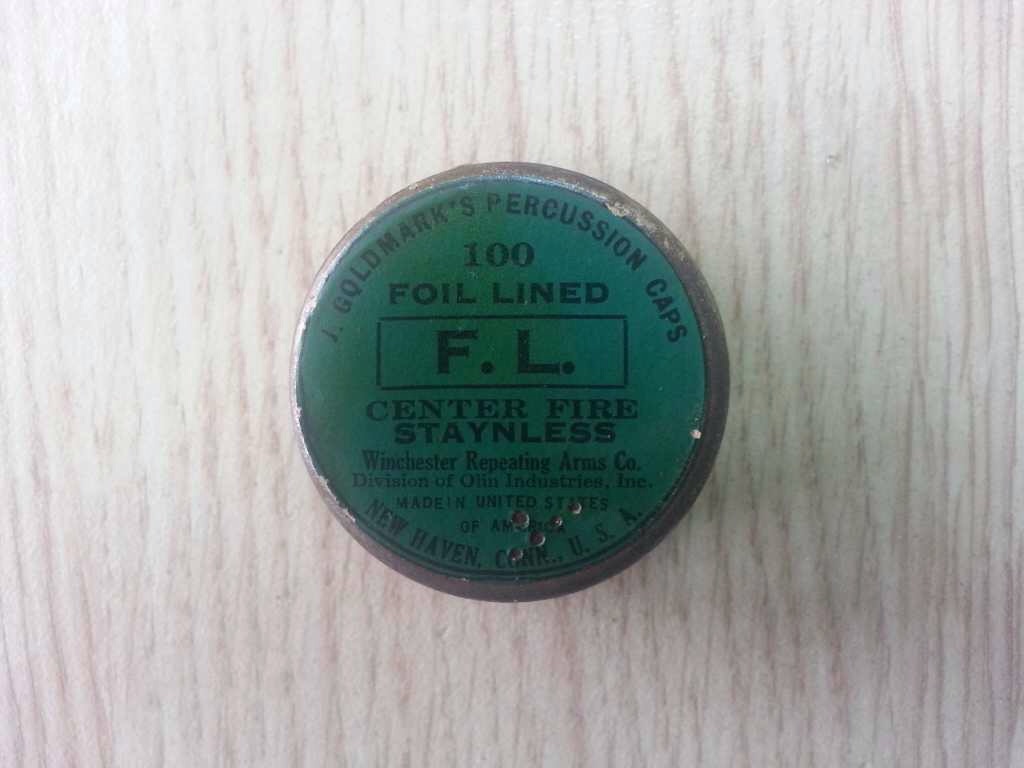 J. GOLDMARK'S PERCUSSION CAPS
100
FOIL LINED
F. L.
CENTER FIRE
STAYNLESS
Winchester Repeating Arms Co.
Division of Olin Industries, Inc.
MADE IN UNITED STATES
OF AMERICA
NEW HAVEN, CONN., U. S. A.